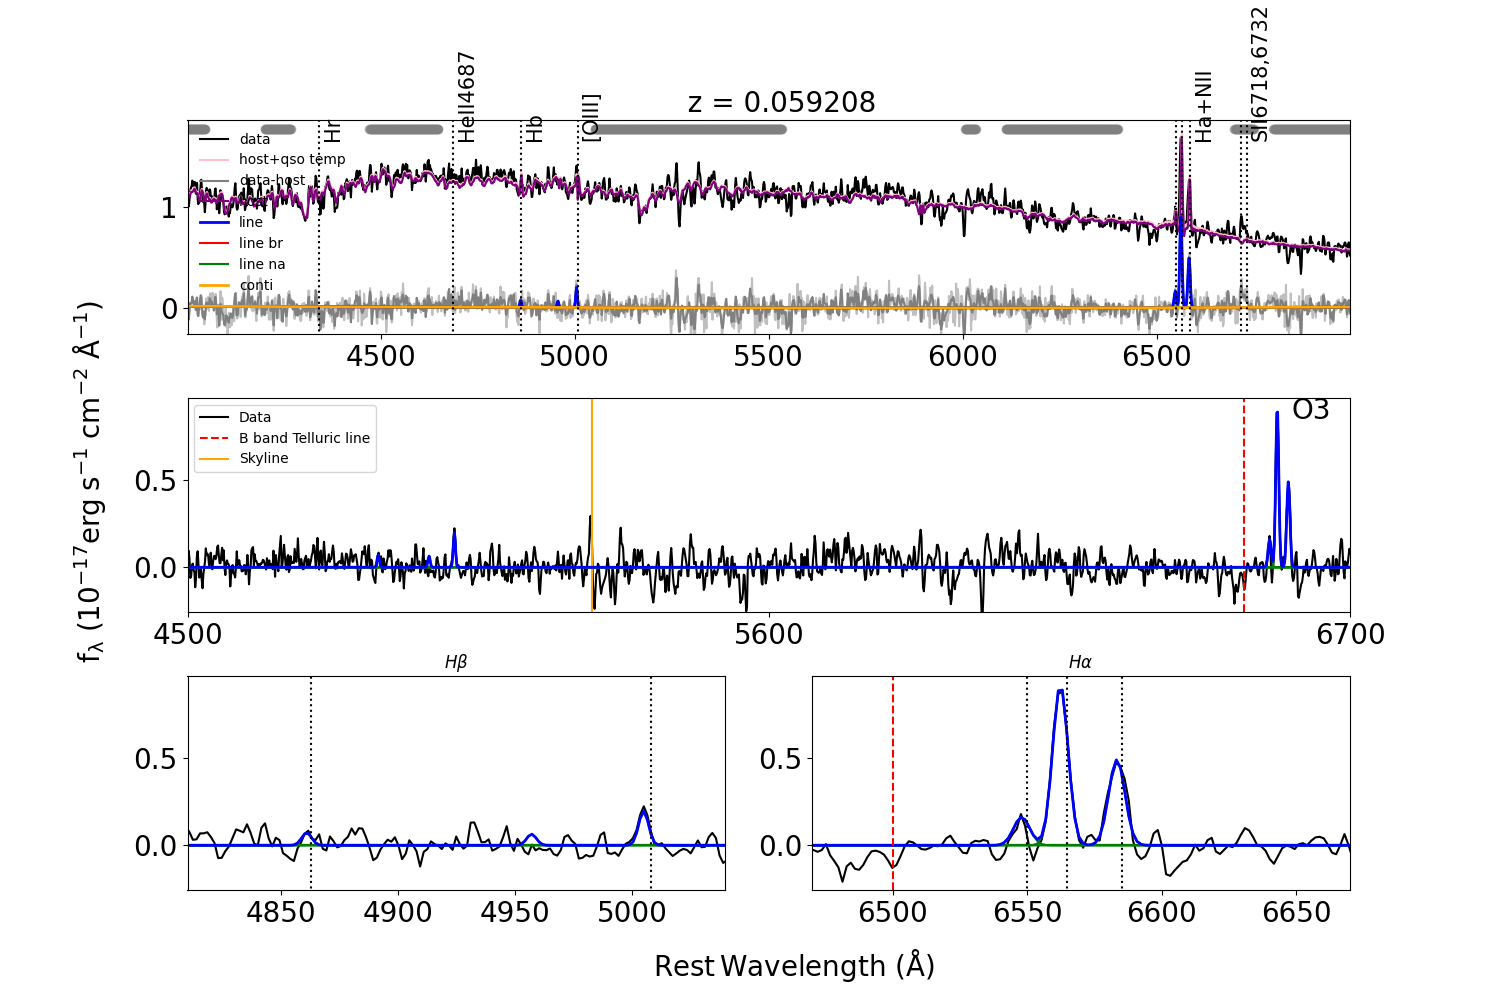 z = 0.059208
Hr
HeII4687
Hb
[OIII]
Ha+NII
SII6718,6732
data
host+qso temp
data-host
line
line br
line na
conti
1
0
4500
5000
5500
6000
6500
Data
B band Telluric line
Skyline
O3
0.5
0.0
4500
5600
6700
fλ (10⁻¹⁷erg s⁻¹ cm⁻² Å⁻¹)
Hβ
0.5
0.0
4850
4900
4950
5000
Hα
0.5
0.0
6500
6550
6600
6650
Rest Wavelength (Å)